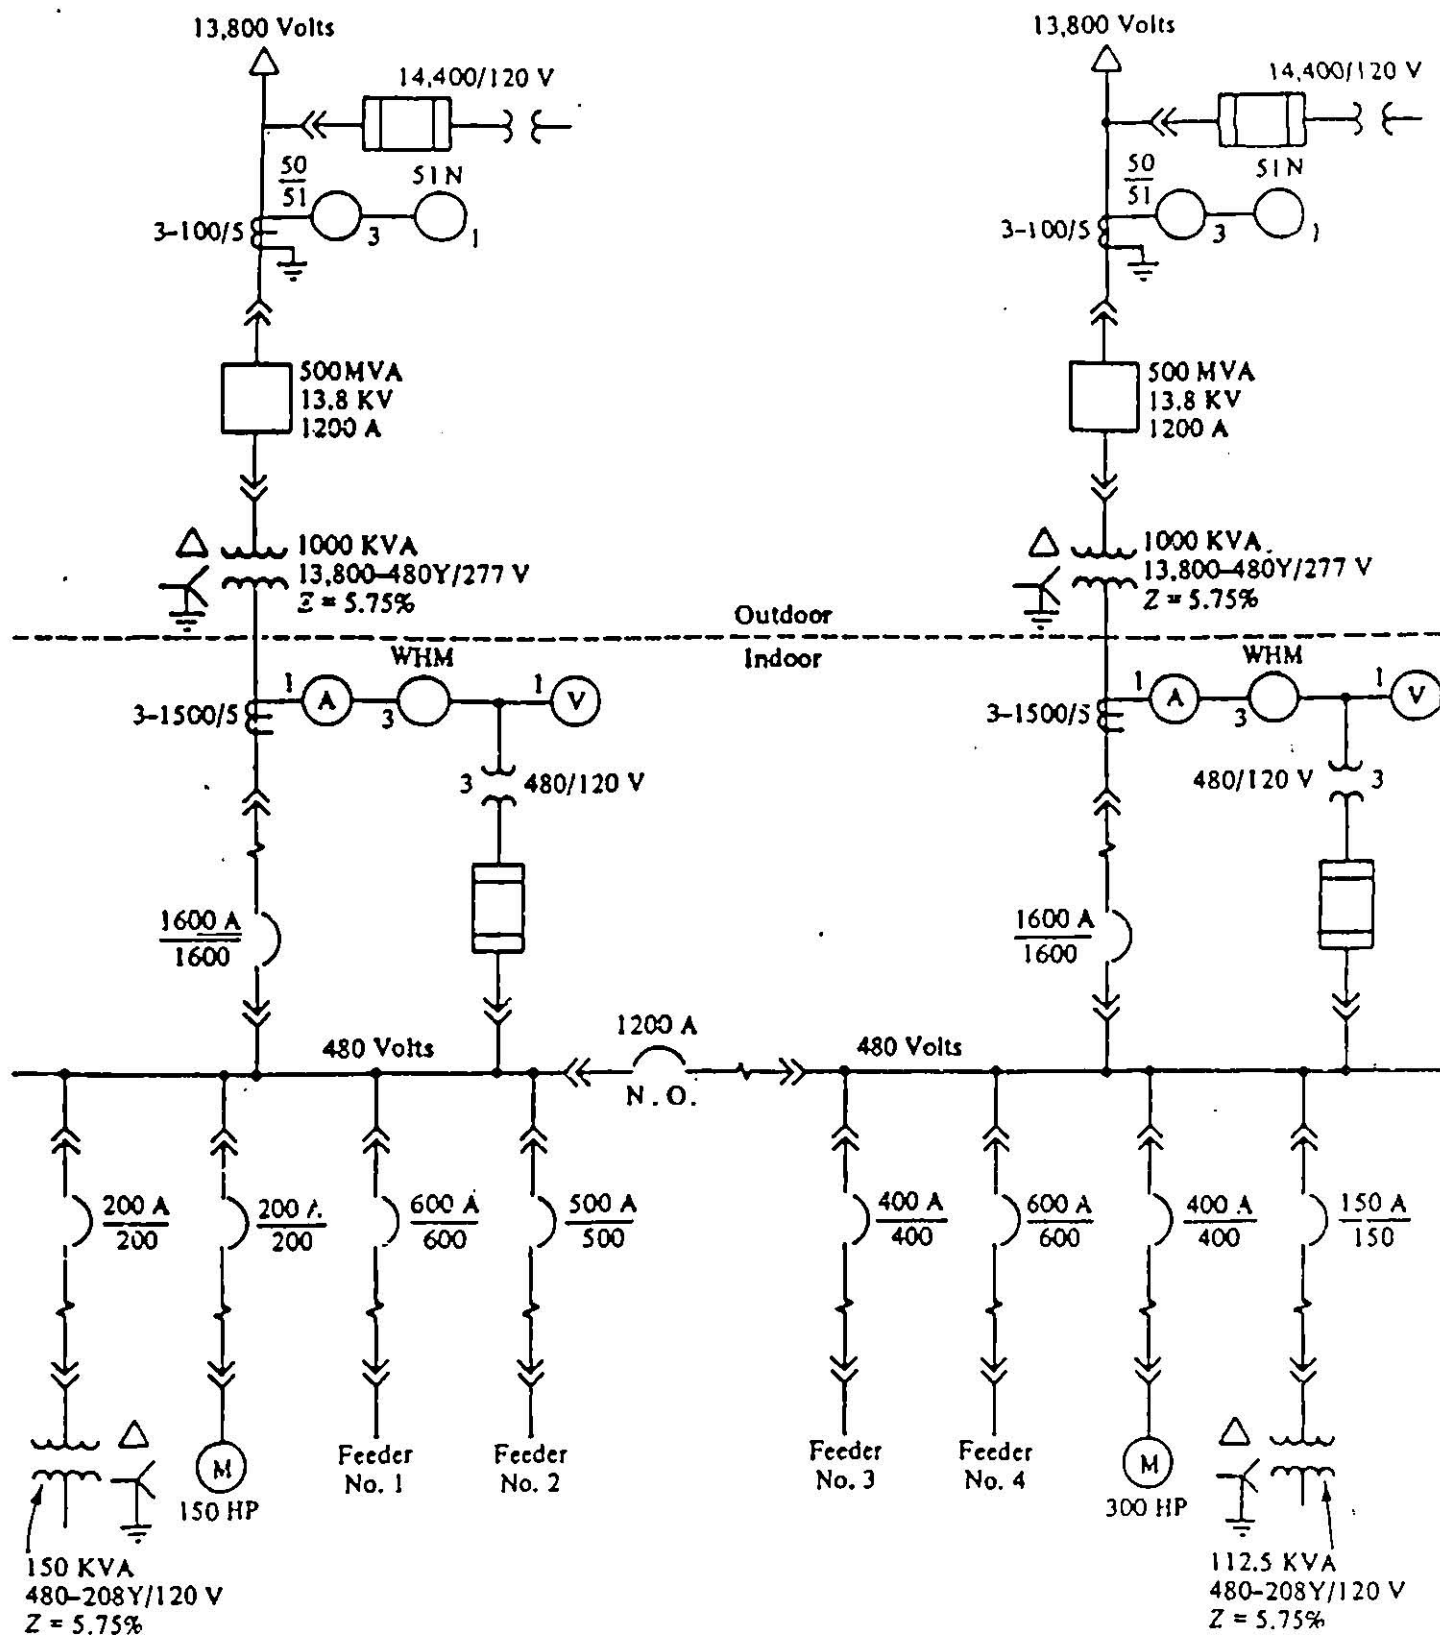 13,800 Volts
14,400/120 V
50
51
51N
3-100/5
3
1
500MVA
13.8 KV
1200 A
1000 KVA
13,800-480Y/277 V
Z = 5.75%
13,800 Volts
14,400/120 V
50
51
51N
3-100/5
3
1
500 MVA
13.8 KV
1200 A
1000 KVA
13,800-480Y/277 V
Z = 5.75%
Outdoor
Indoor
WHM
1
A
3
1
V
3-1500/5
3
480/120 V
1600 A
1600
WHM
1
A
3
1
V
3-1500/5
480/120 V
3
1600 A
1600
480 Volts
1200 A
N.O.
480 Volts
200 A
200
200 A
200
600 A
600
500 A
500
400 A
400
600 A
600
400 A
400
150 A
150
M
150 HP
Feeder
No. 1
Feeder
No. 2
Feeder
No. 3
Feeder
No. 4
M
300 HP
150 KVA
480-208Y/120 V
Z = 5.75%
112.5 KVA
480-208Y/120 V
Z = 5.75%